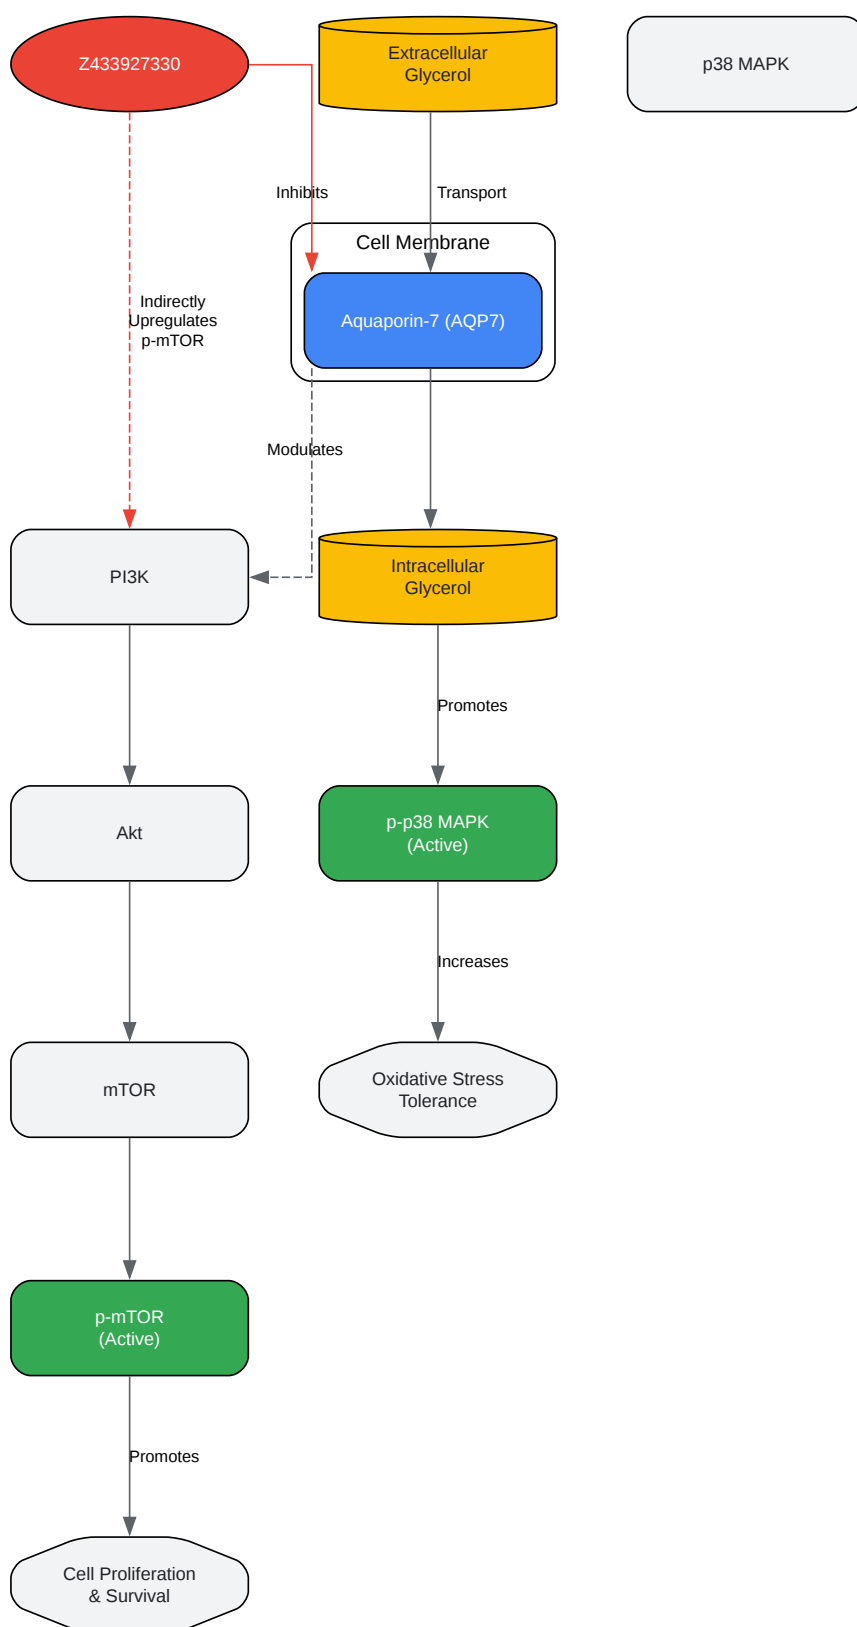 Z433927330
Extracellular
Glycerol
p38 MAPK
Inhibits
Transport
Cell Membrane
Indirectly
Upregulates
p-mTOR
Aquaporin-7 (AQP7)
Modulates
PI3K
Intracellular
Glycerol
Promotes
Akt
p-p38 MAPK
(Active)
Increases
mTOR
Oxidative Stress
Tolerance
p-mTOR
(Active)
Promotes
Cell Proliferation
& Survival